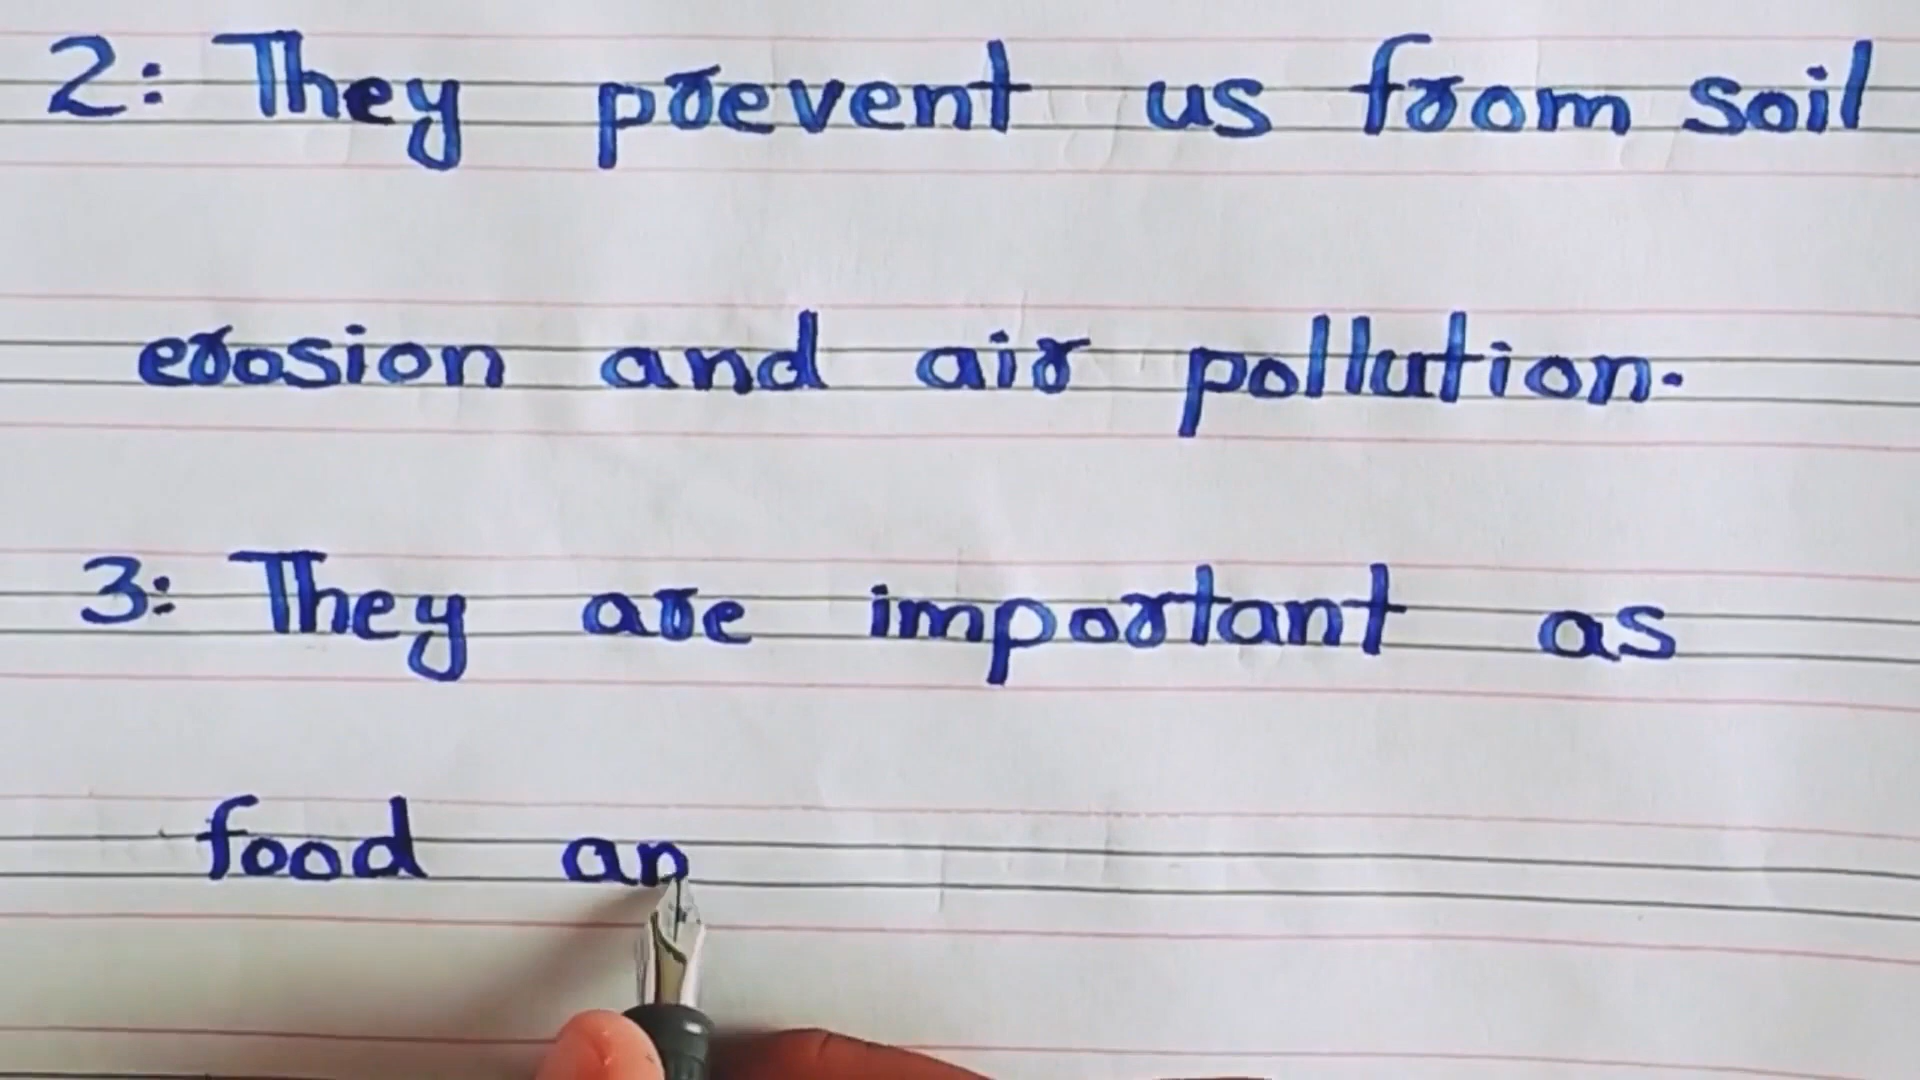 2: They prevent us from soil
erosion and air pollution.
3: They are important as
food an